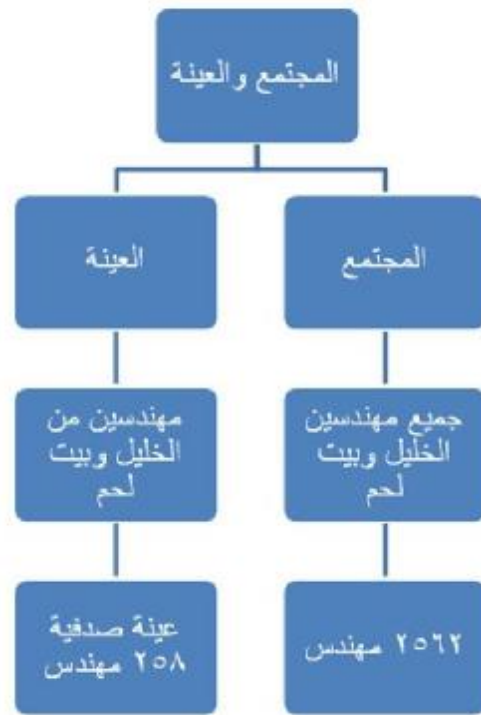 المجتمع والعينة
المجتمع
العينة
جميع مهندسين
الخليل وبيت
لحم
مهندسين من
الخليل وبيت
لحم
٢٥٦٢ مهندس
عينة صدفية
٢٥٨ مهندس